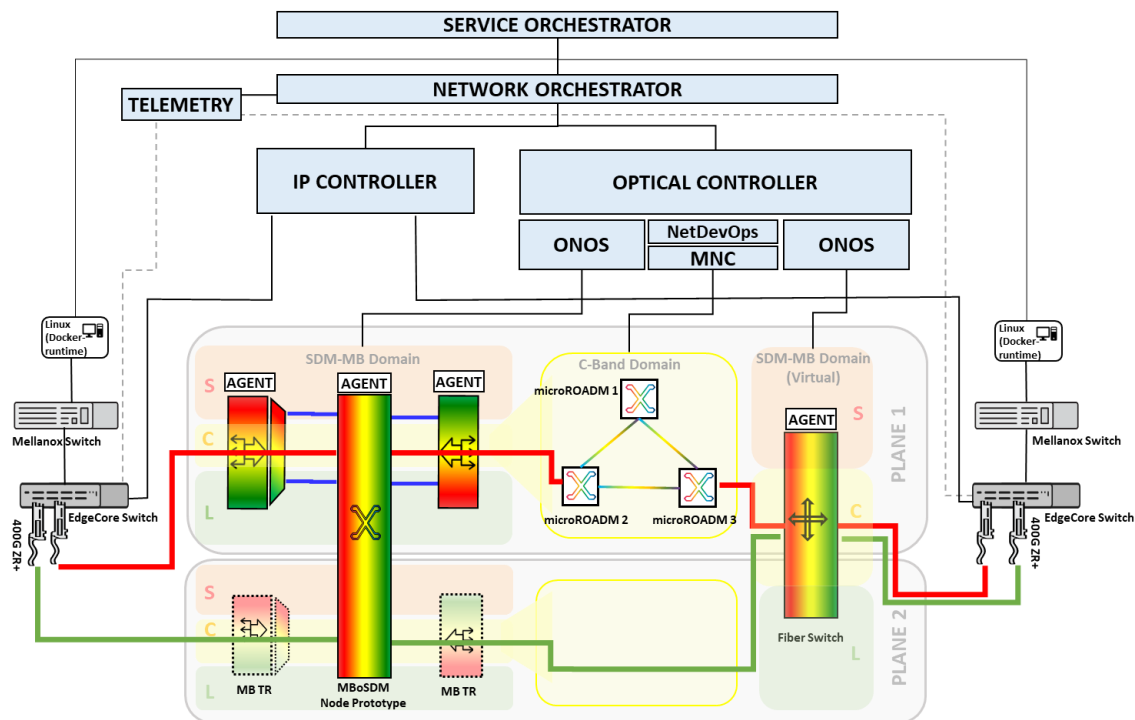 SERVICE ORCHESTRATOR
NETWORK ORCHESTRATOR
TELEMETRY
IP CONTROLLER
OPTICAL CONTROLLER
ONOS
NetDevOps
MNC
ONOS
Linux
(Docker-
runtime)
Mellanox Switch
EdgeCore Switch
400G ZR+
Linux
(Docker-
runtime)
Mellanox Switch
EdgeCore Switch
400G ZR+
SDM-MB Domain
S
C
L
AGENT
AGENT
AGENT
C-Band Domain
microROADM 1
microROADM 2
microROADM 3
SDM-MB Domain
(Virtual)
AGENT
S
C
L
Fiber Switch
PLANE 1
S
C
L
MB TR
MBoSDM
Node Prototype
MB TR
PLANE 2